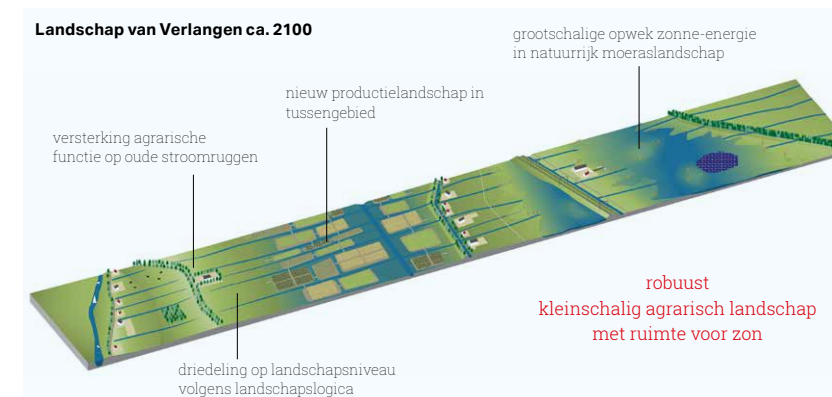 Landschap van Verlangen ca. 2100
grootschalige opwek zonne-energie
in natuurrijk moeraslandschap
nieuw productielandschap in
tussengebied
versterking agrarische
functie op oude stroomruggen
robuust
kleinschalig agrarisch landschap
met ruimte voor zon
driedeling op landschapsniveau
volgens landschapslogica